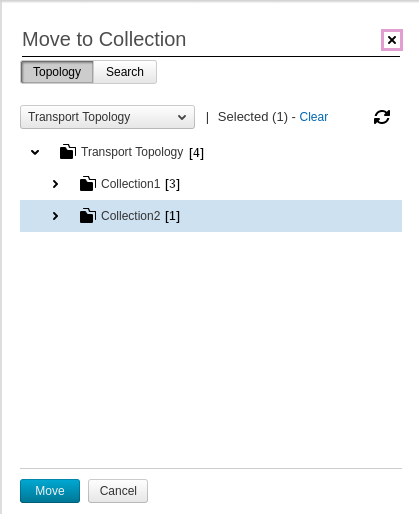 Move to Collection
Topology Search
Transport Topology | Selected (1) - Clear
Transport Topology [4]
Collection1 [3]
Collection2 [1]
Move Cancel